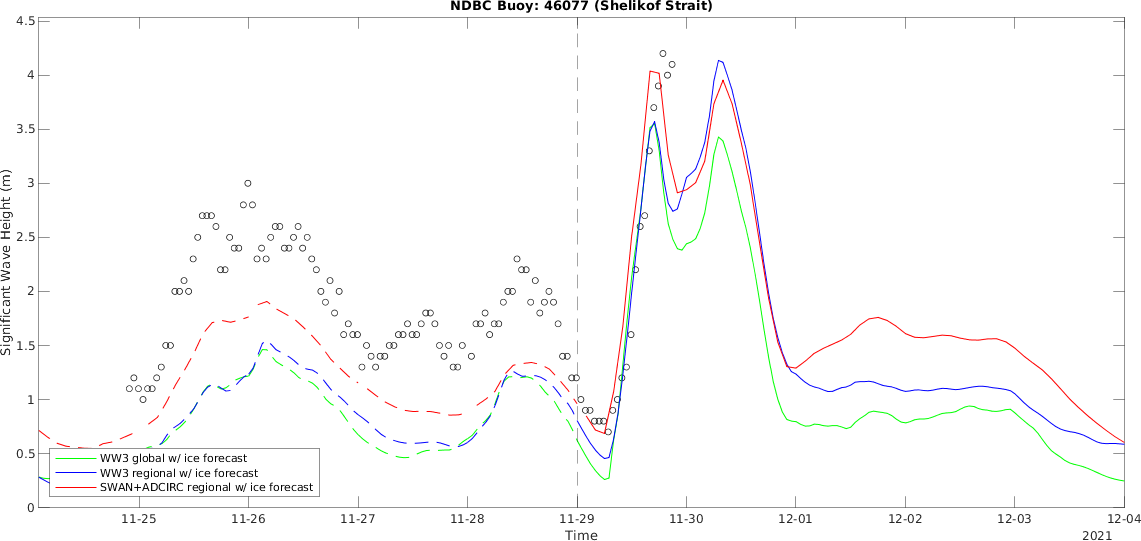 NDBC Buoy: 46077 (Shelikof Strait)
Significant Wave Height (m)
4.5
4
3.5
3
2.5
2
1.5
1
0.5
0
WW3 global w/ ice forecast
WW3 regional w/ ice forecast
SWAN+ADCIRC regional w/ ice forecast
11-25 11-26 11-27 11-28 11-29 11-30 12-01 12-02 12-03 12-04
Time
2021